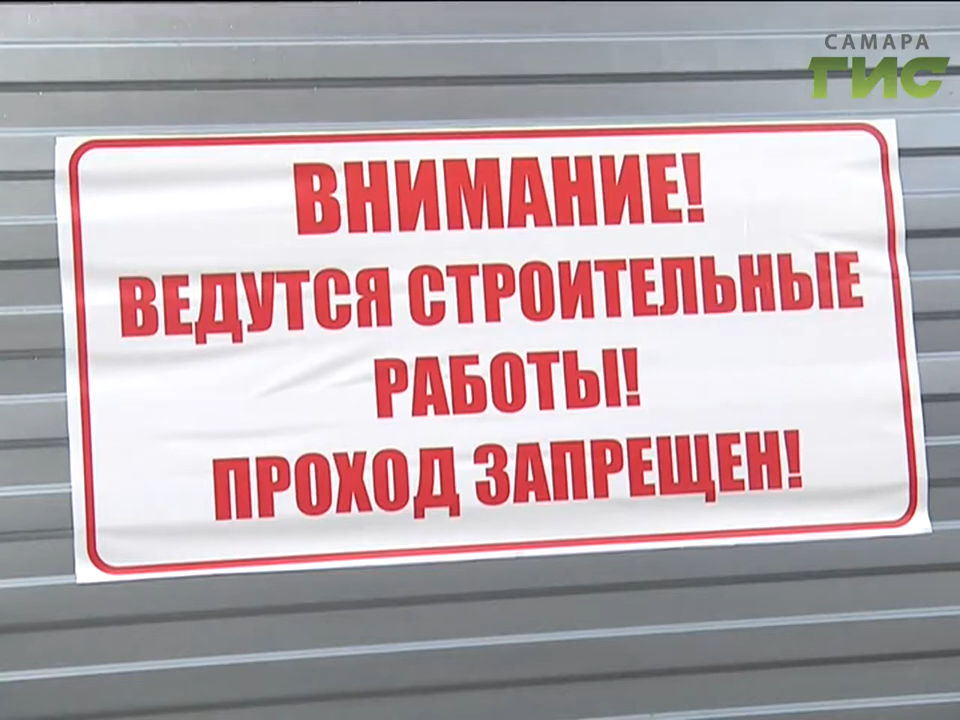 САМАРА
ГИС
ВНИМАНИЕ!
ВЕДУТСЯ СТРОИТЕЛЬНЫЕ
РАБОТЫ!
ПРОХОД ЗАПРЕЩЕН!